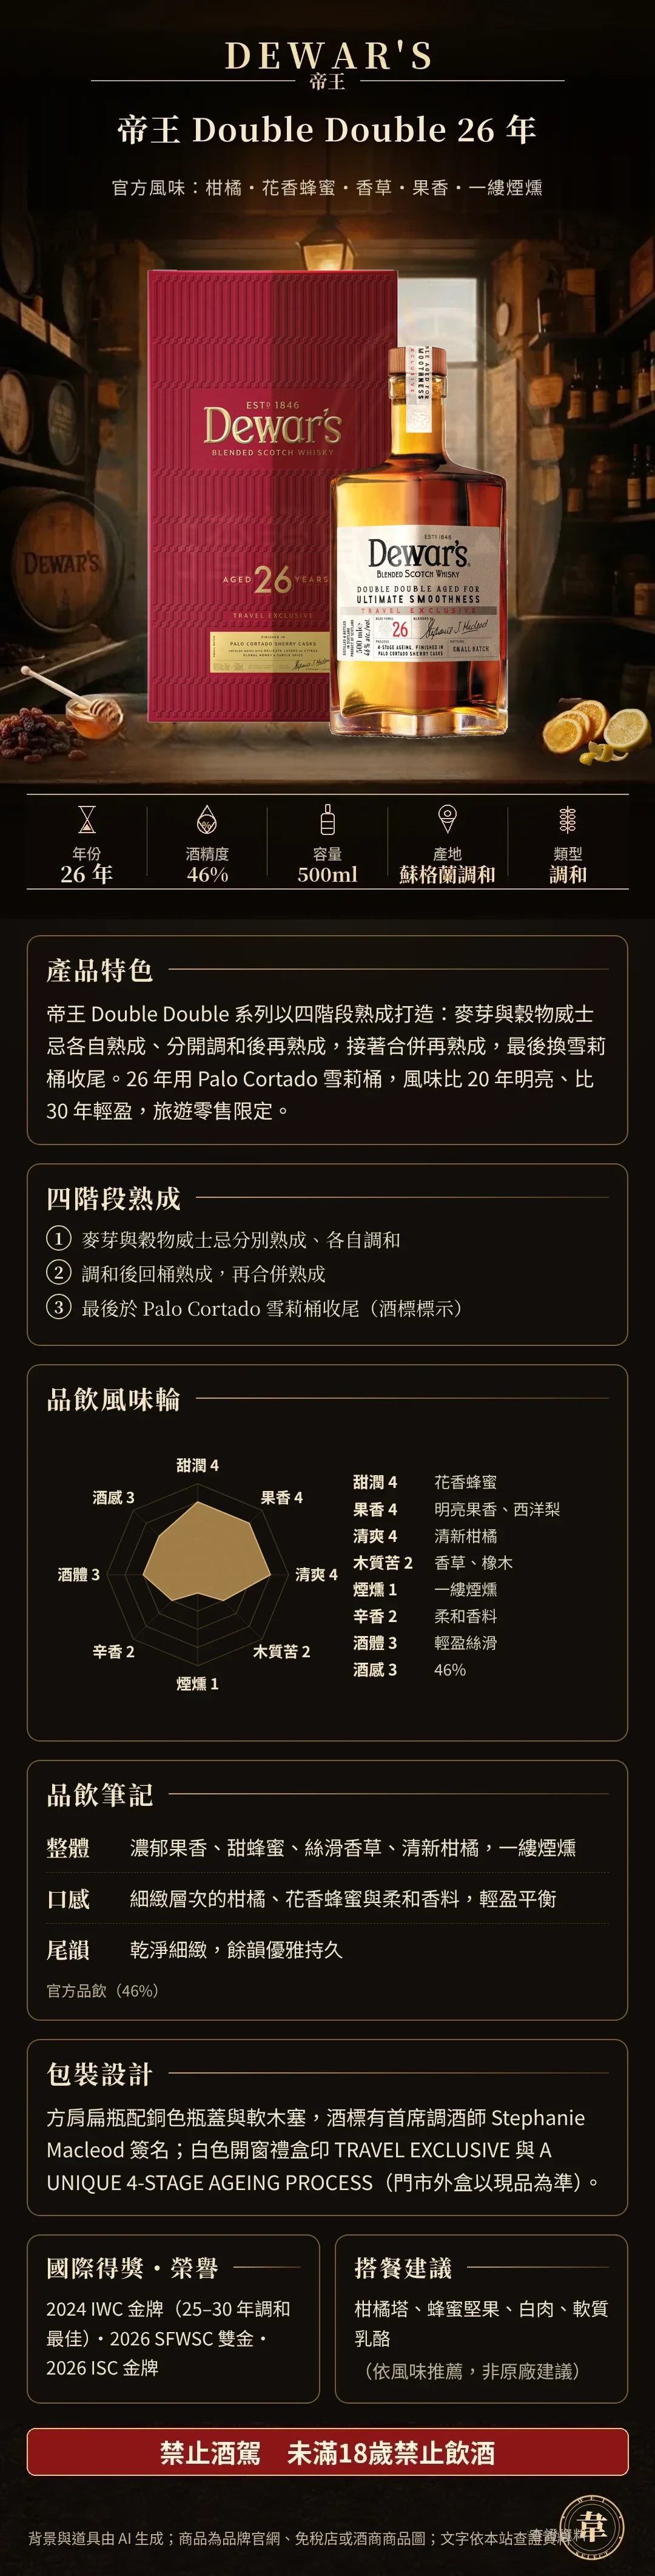 DEWAR'S
帝王
帝王 Double Double 26 年
官方風味：柑橘・花香蜂蜜・香草・果香・一縷煙燻
ESTD 1846
Dewar's
BLENDED SCOTCH WHISKY
AGED 26 YEARS
TRAVEL EXCLUSIVE
FINISHED IN
PALO CORTADO SHERRY CASKS
ESTD 1846
Dewar's
BLENDED SCOTCH WHISKY
DOUBLE DOUBLE AGED FOR
ULTIMATE SMOOTHNESS
TRAVEL EXCLUSIVE
500 ml e
46% alc./vol.
26
Stephanie J Macleod
4-STAGE AGEING, FINISHED IN
PALO CORTADO SHERRY CASKS
SMALL BATCH
DEWAR'S
年份
26 年
酒精度
46%
容量
500ml
產地
蘇格蘭調和
類型
調和
產品特色
帝王 Double Double 系列以四階段熟成打造：麥芽與穀物威士
忌各自熟成、分開調和後再熟成，接著合併再熟成，最後換雪莉
桶收尾。26 年用 Palo Cortado 雪莉桶，風味比 20 年明亮、比
30 年輕盈，旅遊零售限定。
四階段熟成
1 麥芽與穀物威士忌分別熟成、各自調和
2 調和後回桶熟成，再合併熟成
3 最後於 Palo Cortado 雪莉桶收尾（酒標標示）
品飲風味輪
甜潤 4
果香 4
清爽 4
木質苦 2
煙燻 1
辛香 2
酒體 3
酒感 3
甜潤 4 花香蜂蜜
果香 4 明亮果香、西洋梨
清爽 4 清新柑橘
木質苦 2 香草、橡木
煙燻 1 一縷煙燻
辛香 2 柔和香料
酒體 3 輕盈絲滑
酒感 3 46%
品飲筆記
整體 濃郁果香、甜蜂蜜、絲滑香草、清新柑橘，一縷煙燻
口感 細緻層次的柑橘、花香蜂蜜與柔和香料，輕盈平衡
尾韻 乾淨細緻，餘韻優雅持久
官方品飲（46%）
包裝設計
方肩扁瓶配銅色瓶蓋與軟木塞，酒標有首席調酒師 Stephanie
Macleod 簽名；白色開窗禮盒印 TRAVEL EXCLUSIVE 與 A
UNIQUE 4-STAGE AGEING PROCESS（門市外盒以現品為準）。
國際得獎・榮譽
2024 IWC 金牌（25–30 年調和
最佳）・2026 SFWSC 雙金・
2026 ISC 金牌
搭餐建議
柑橘塔、蜂蜜堅果、白肉、軟質
乳酪
（依風味推薦，非原廠建議）
禁止酒駕 未滿18歲禁止飲酒
背景與道具由 AI 生成；商品為品牌官網、免稅店或酒商商品圖；文字依本站查證資料
韋